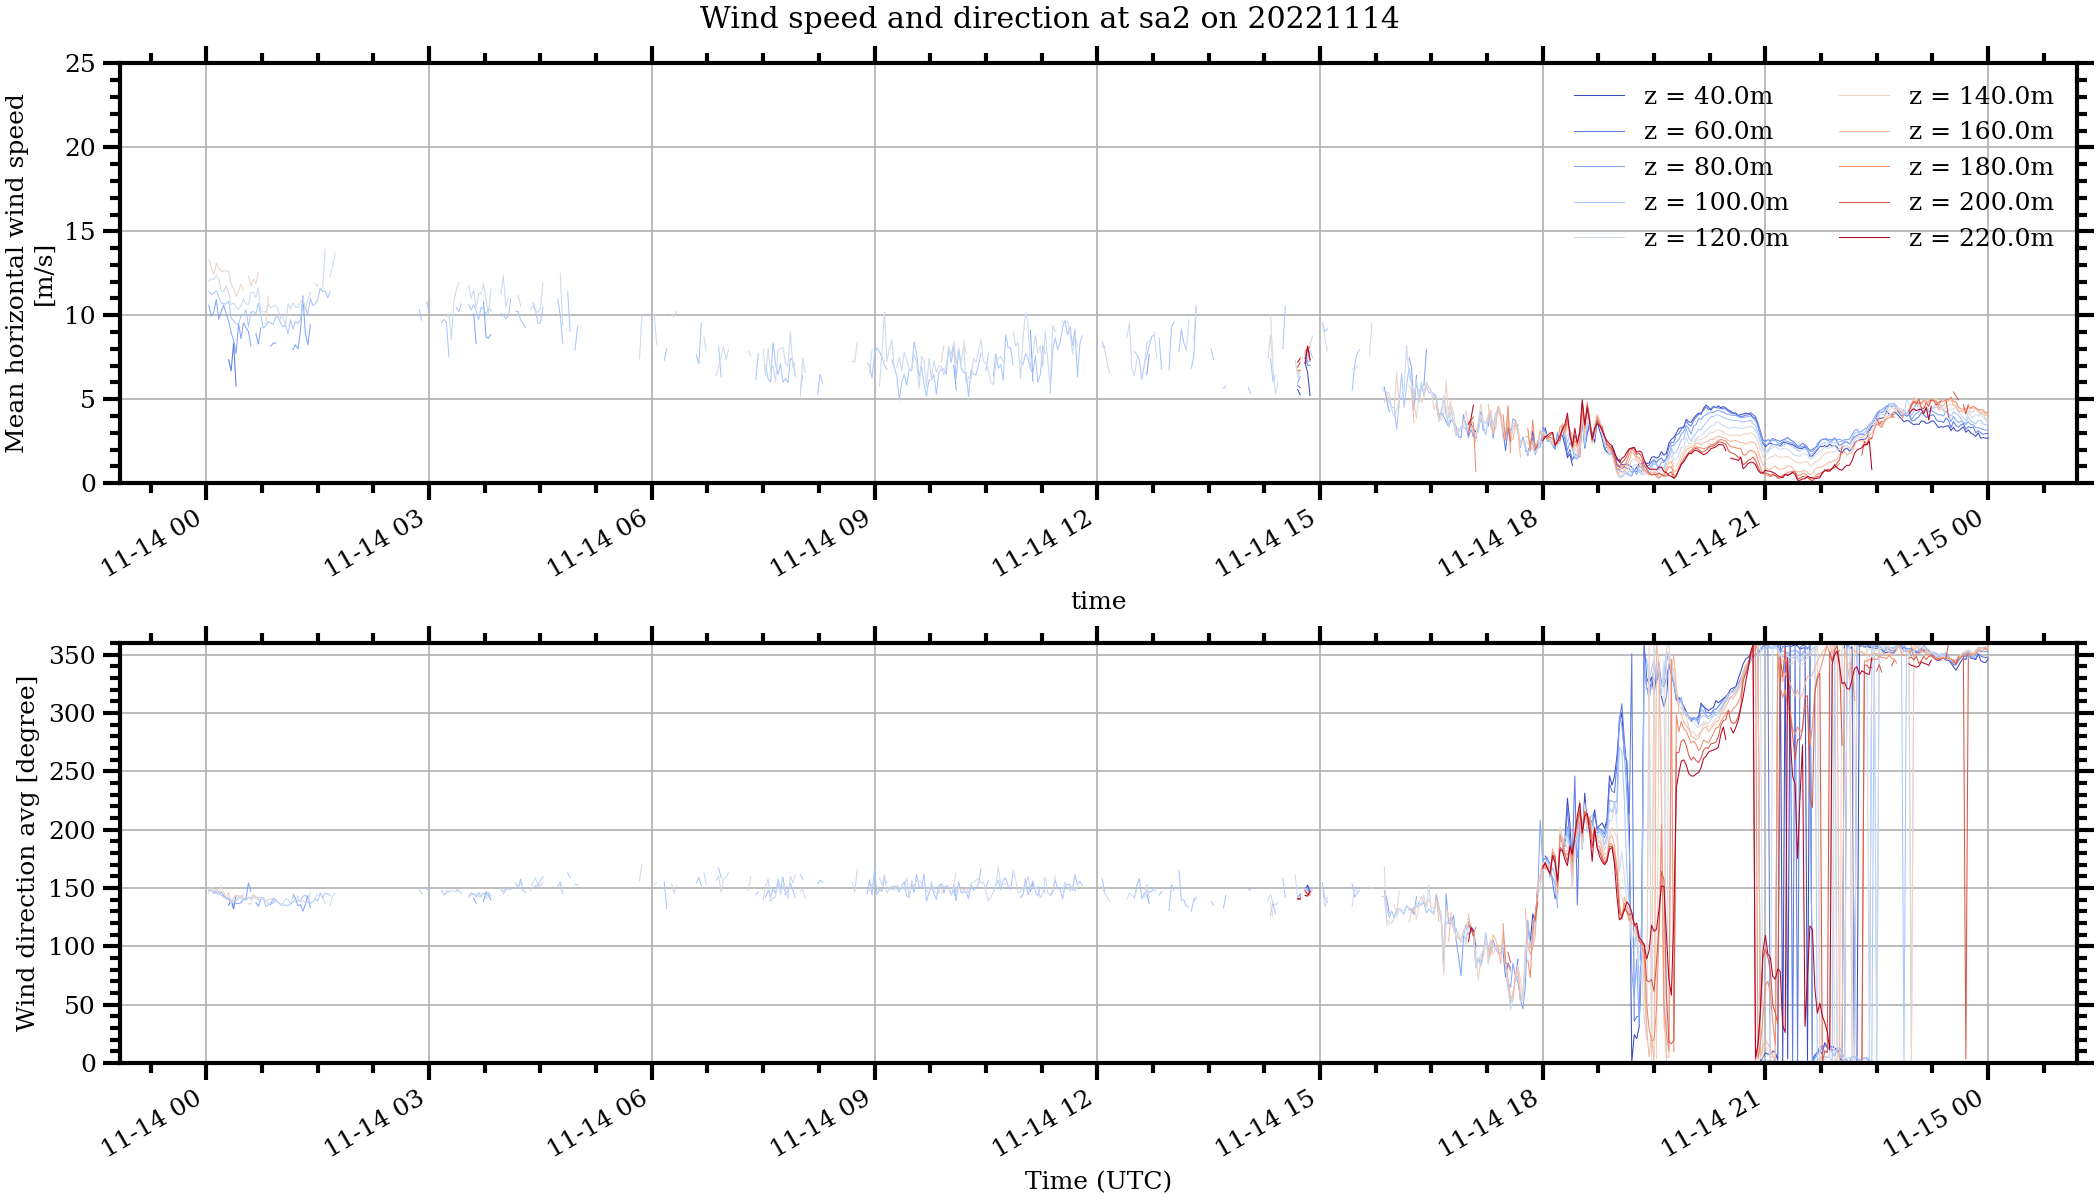 Wind speed and direction at sa2 on 20221114
Mean horizontal wind speed
[m/s]
25
20
15
10
5
0
z = 40.0m
z = 60.0m
z = 80.0m
z = 100.0m
z = 120.0m
z = 140.0m
z = 160.0m
z = 180.0m
z = 200.0m
z = 220.0m
11-14 00
11-14 03
11-14 06
11-14 09
11-14 12
11-14 15
11-14 18
11-14 21
11-15 00
time
Wind direction avg [degree]
350
300
250
200
150
100
50
0
11-14 00
11-14 03
11-14 06
11-14 09
11-14 12
11-14 15
11-14 18
11-14 21
11-15 00
Time (UTC)